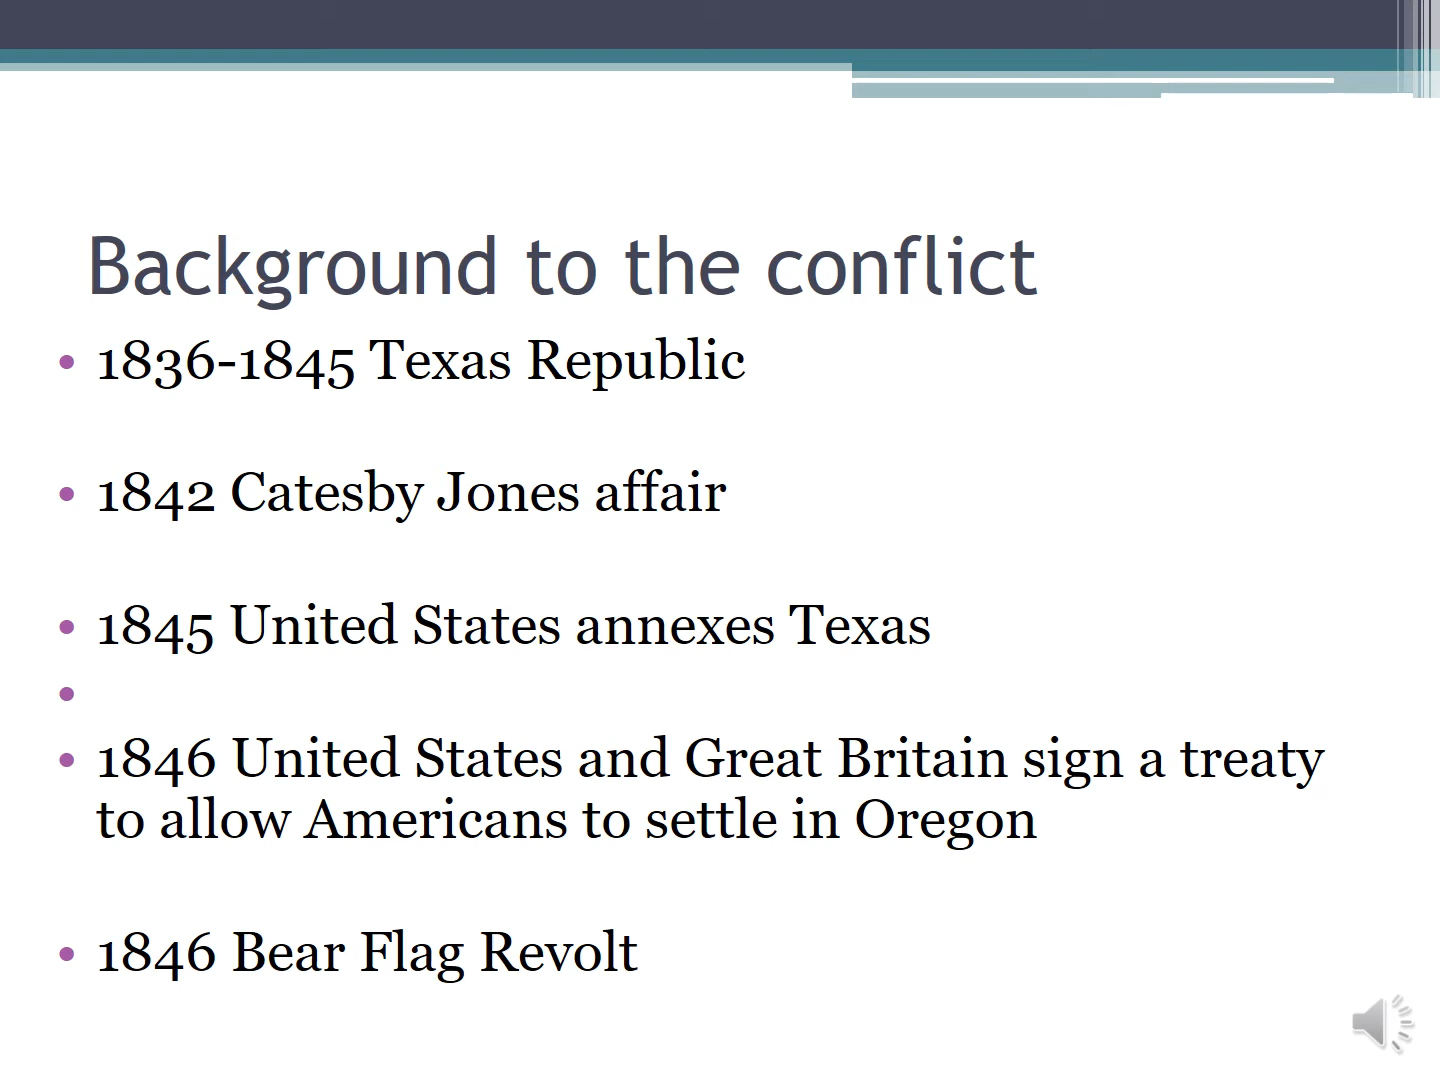 Background to the conflict
• 1836-1845 Texas Republic
• 1842 Catesby Jones affair
• 1845 United States annexes Texas
•
• 1846 United States and Great Britain sign a treaty
to allow Americans to settle in Oregon
• 1846 Bear Flag Revolt